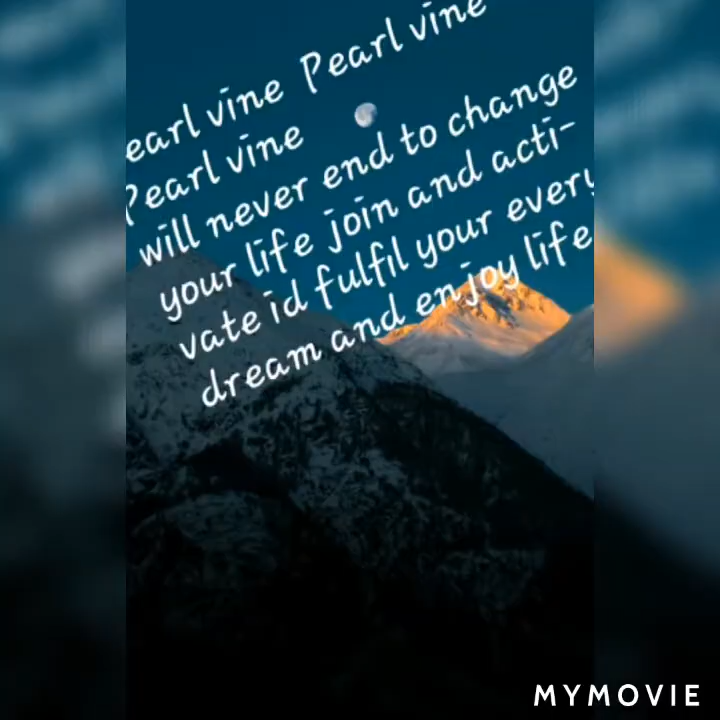 earl vine Pearl vine
Pearl vine
will never end to change
your life join and acti-
vate id fulfil your every
dream and enjoy life
MYMOVIE